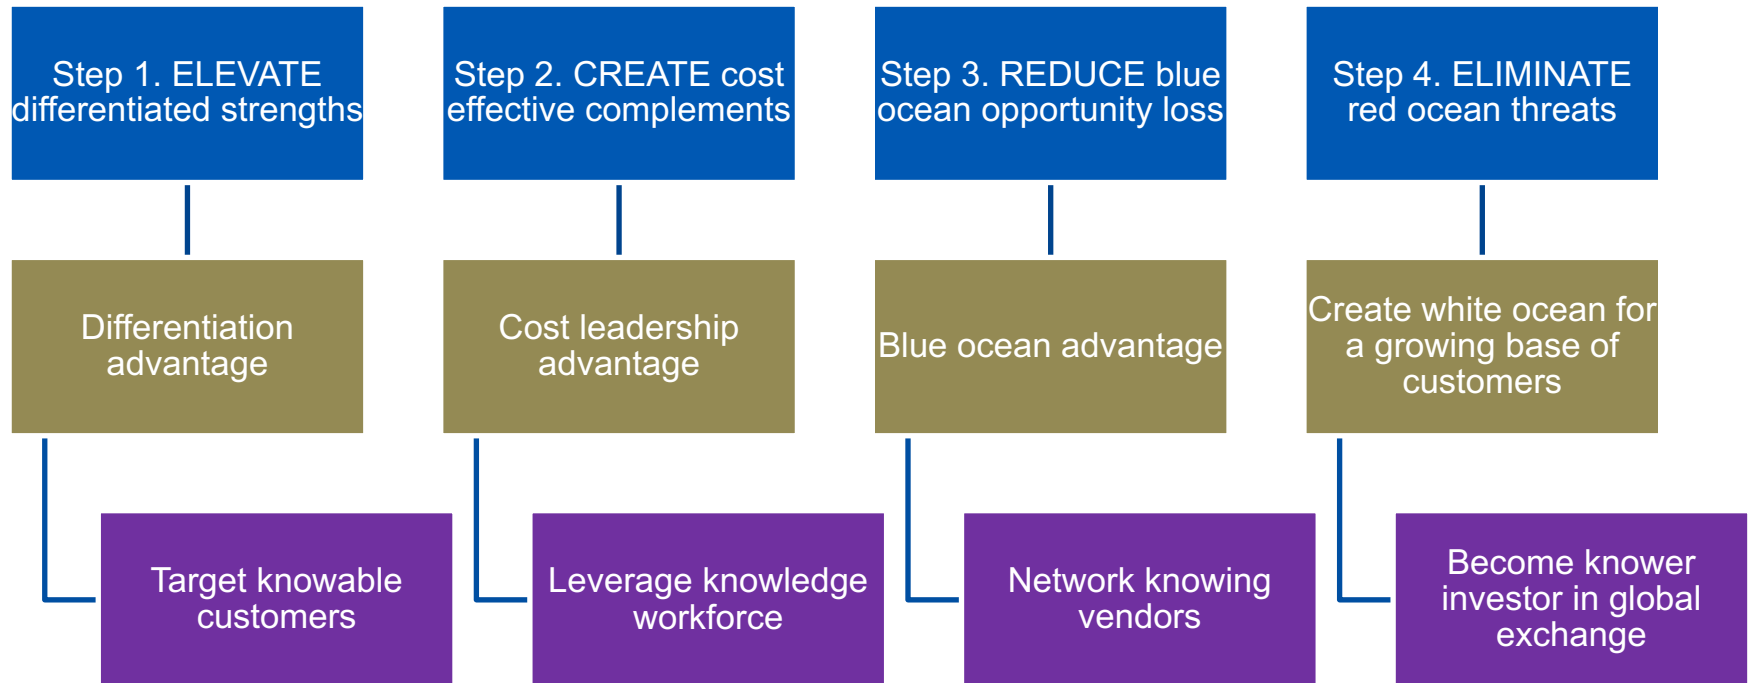 Step 1. ELEVATE
differentiated strengths
Step 2. CREATE cost
effective complements
Step 3. REDUCE blue
ocean opportunity loss
Step 4. ELIMINATE
red ocean threats
Differentiation
advantage
Cost leadership
advantage
Blue ocean advantage
Create white ocean for
a growing base of
customers
Target knowable
customers
Leverage knowledge
workforce
Network knowing
vendors
Become knower
investor in global
exchange